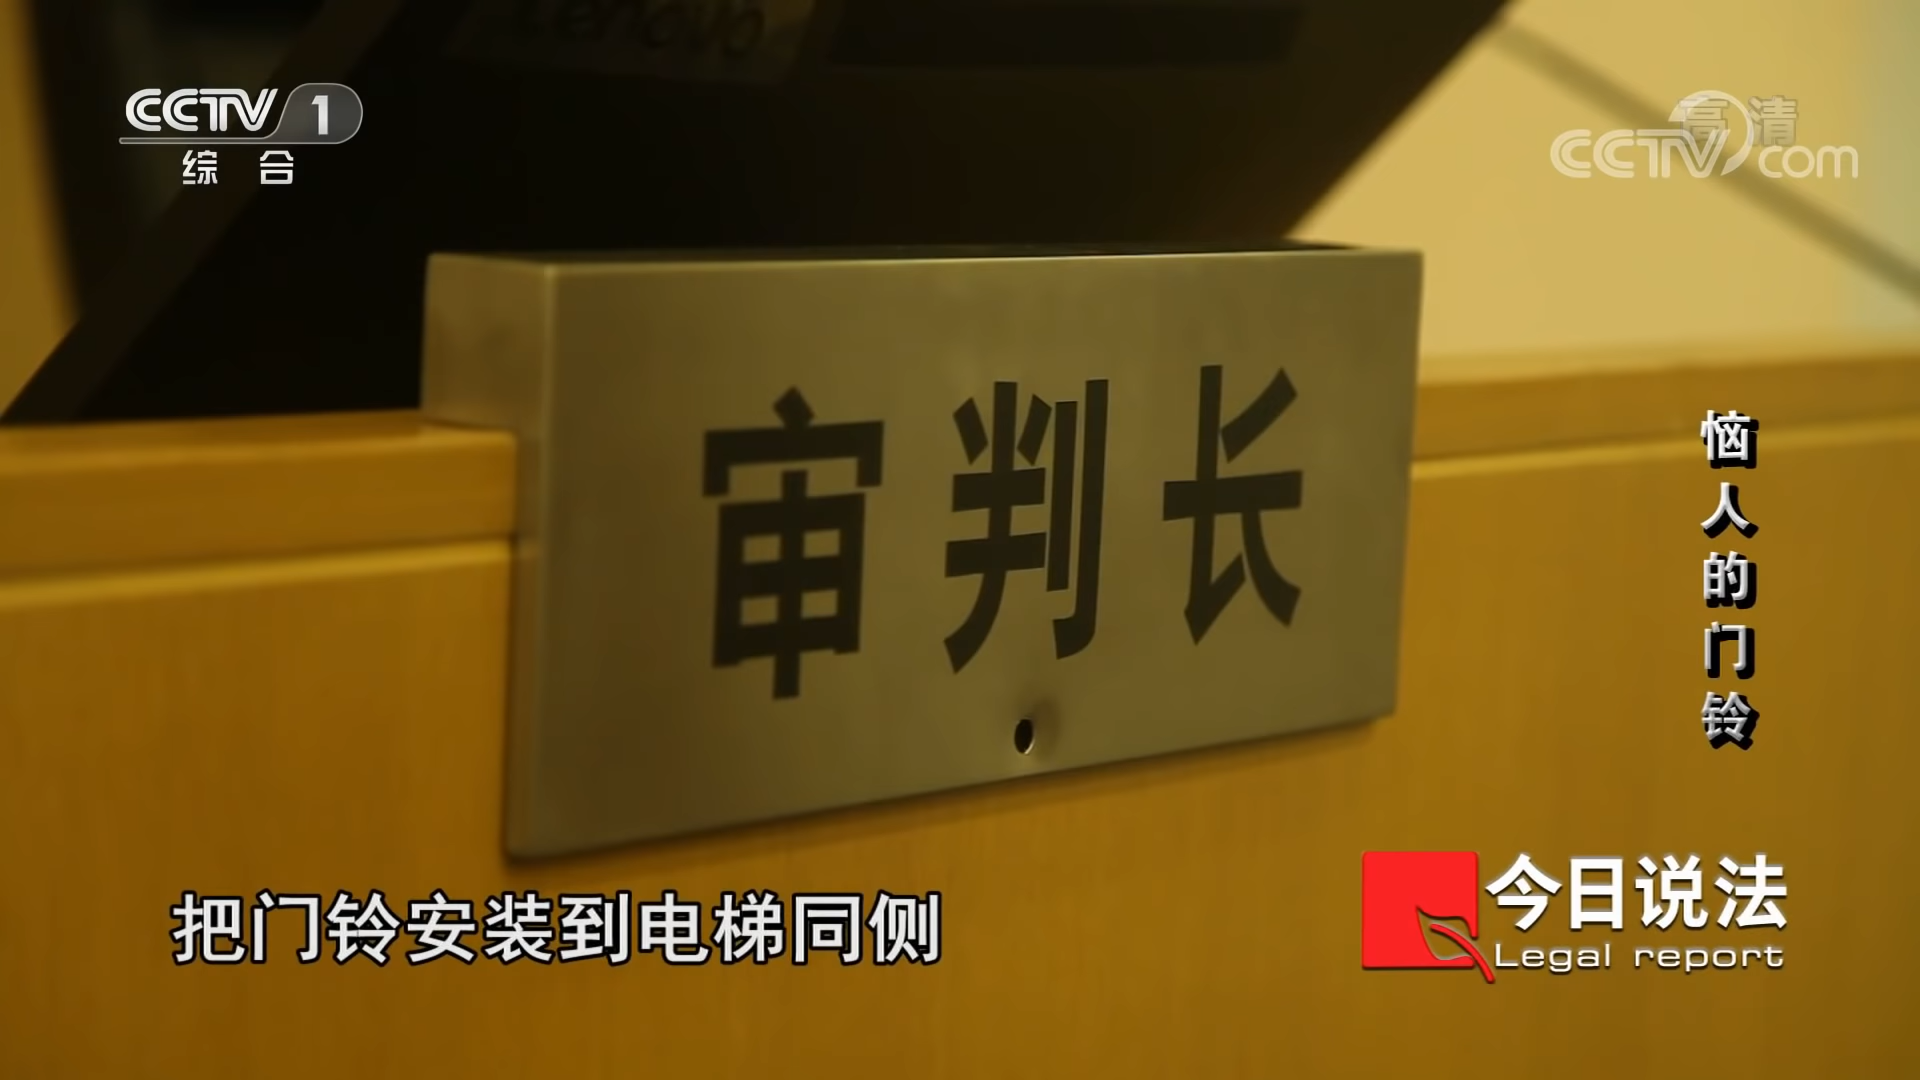 Lenovo
CCTV 1
综合
高清
CCTV.com
审判长
恼人的门铃
把门铃安装到电梯同侧
今日说法
Legal report